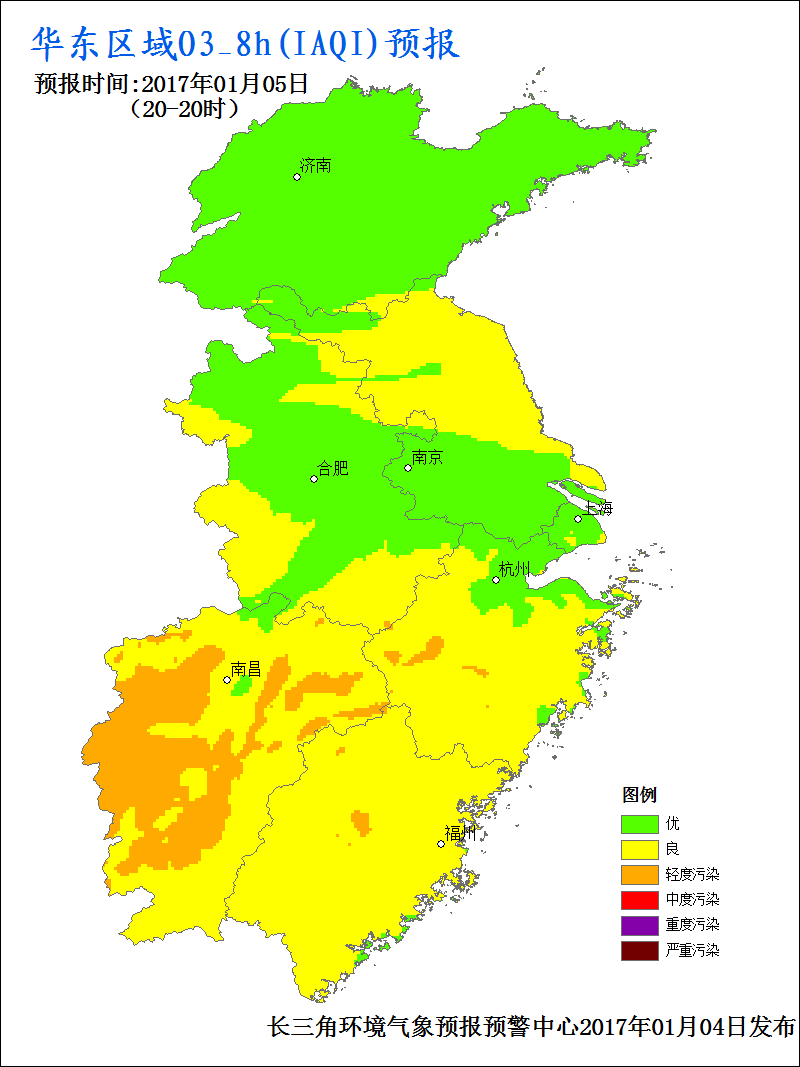 华东区域O3_8h(IAQI)预报
预报时间:2017年01月05日
（20-20时）
济南
南京
合肥
上海
杭州
南昌
福州
图例
优
良
轻度污染
中度污染
重度污染
严重污染
长三角环境气象预报预警中心2017年01月04日发布